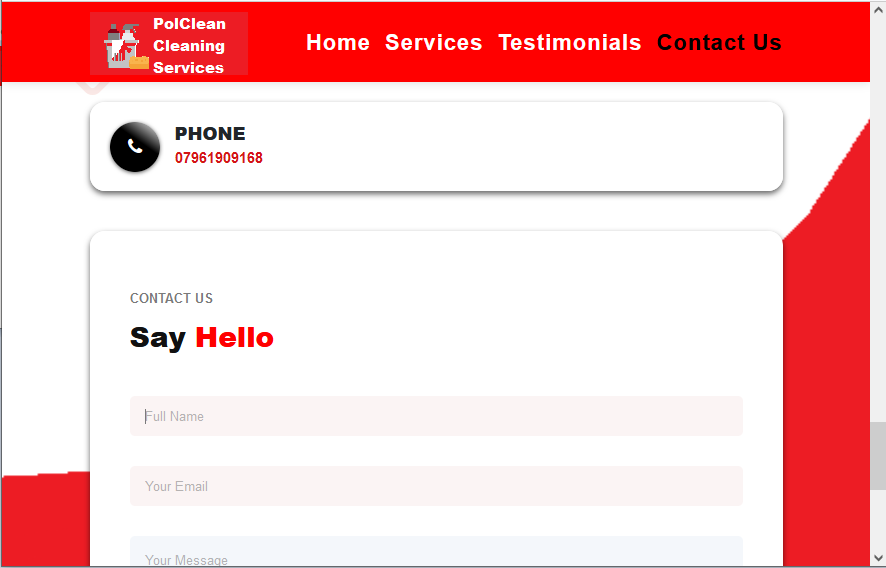 PolClean
Cleaning
Services
Home Services Testimonials Contact Us
PHONE
07961909168
CONTACT US
Say Hello
Full Name
Your Email
Your Message